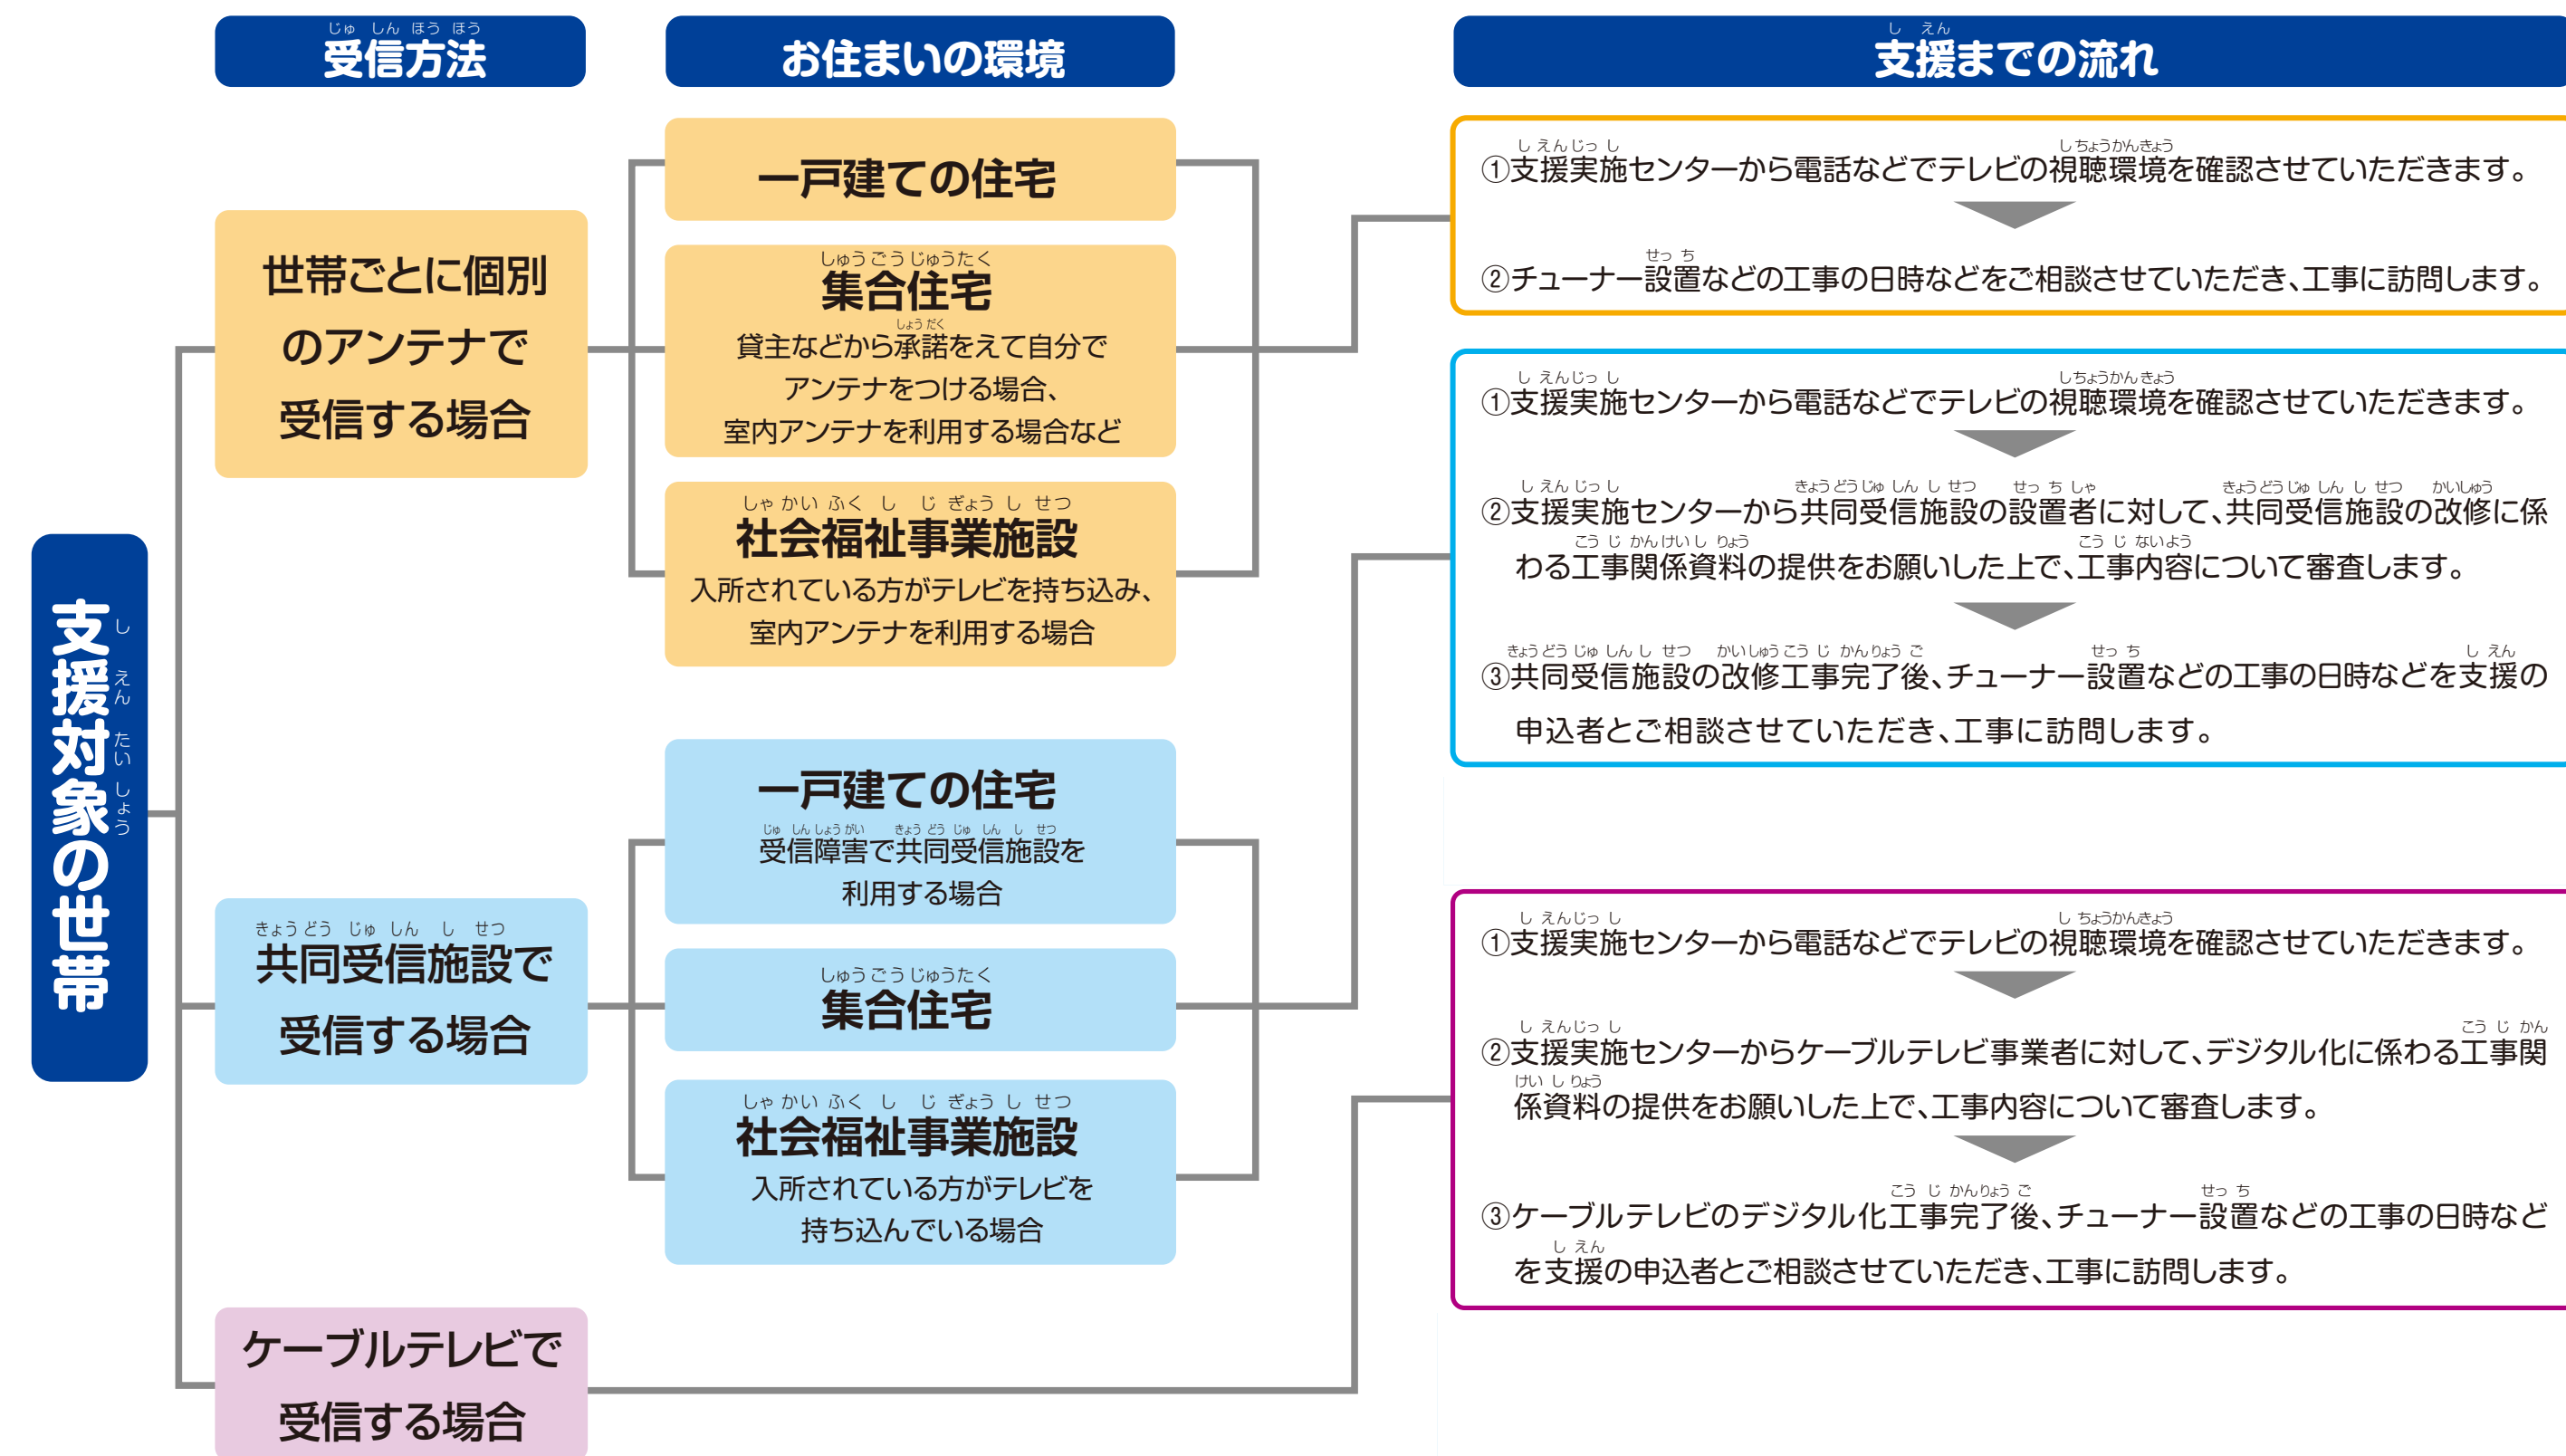 受信方法
お住まいの環境
支援までの流れ
支援対象の世帯
世帯ごとに個別
のアンテナで
受信する場合
一戸建ての住宅
集合住宅
貸主などから承諾をえて自分で
アンテナをつける場合、
室内アンテナを利用する場合など
社会福祉事業施設
入所されている方がテレビを持ち込み、
室内アンテナを利用する場合
①支援実施センターから電話などでテレビの視聴環境を確認させていただきます。
②チューナー設置などの工事の日時などをご相談させていただき、工事に訪問します。
共同受信施設で
受信する場合
一戸建ての住宅
受信障害で共同受信施設を
利用する場合
集合住宅
社会福祉事業施設
入所されている方がテレビを
持ち込んでいる場合
①支援実施センターから電話などでテレビの視聴環境を確認させていただきます。
②支援実施センターから共同受信施設の設置者に対して、共同受信施設の改修に係
わる工事関係資料の提供をお願いした上で、工事内容について審査します。
③共同受信施設の改修工事完了後、チューナー設置などの工事の日時などを支援の
申込者とご相談させていただき、工事に訪問します。
ケーブルテレビで
受信する場合
①支援実施センターから電話などでテレビの視聴環境を確認させていただきます。
②支援実施センターからケーブルテレビ事業者に対して、デジタル化に係わる工事関
係資料の提供をお願いした上で、工事内容について審査します。
③ケーブルテレビのデジタル化工事完了後、チューナー設置などの工事の日時など
を支援の申込者とご相談させていただき、工事に訪問します。